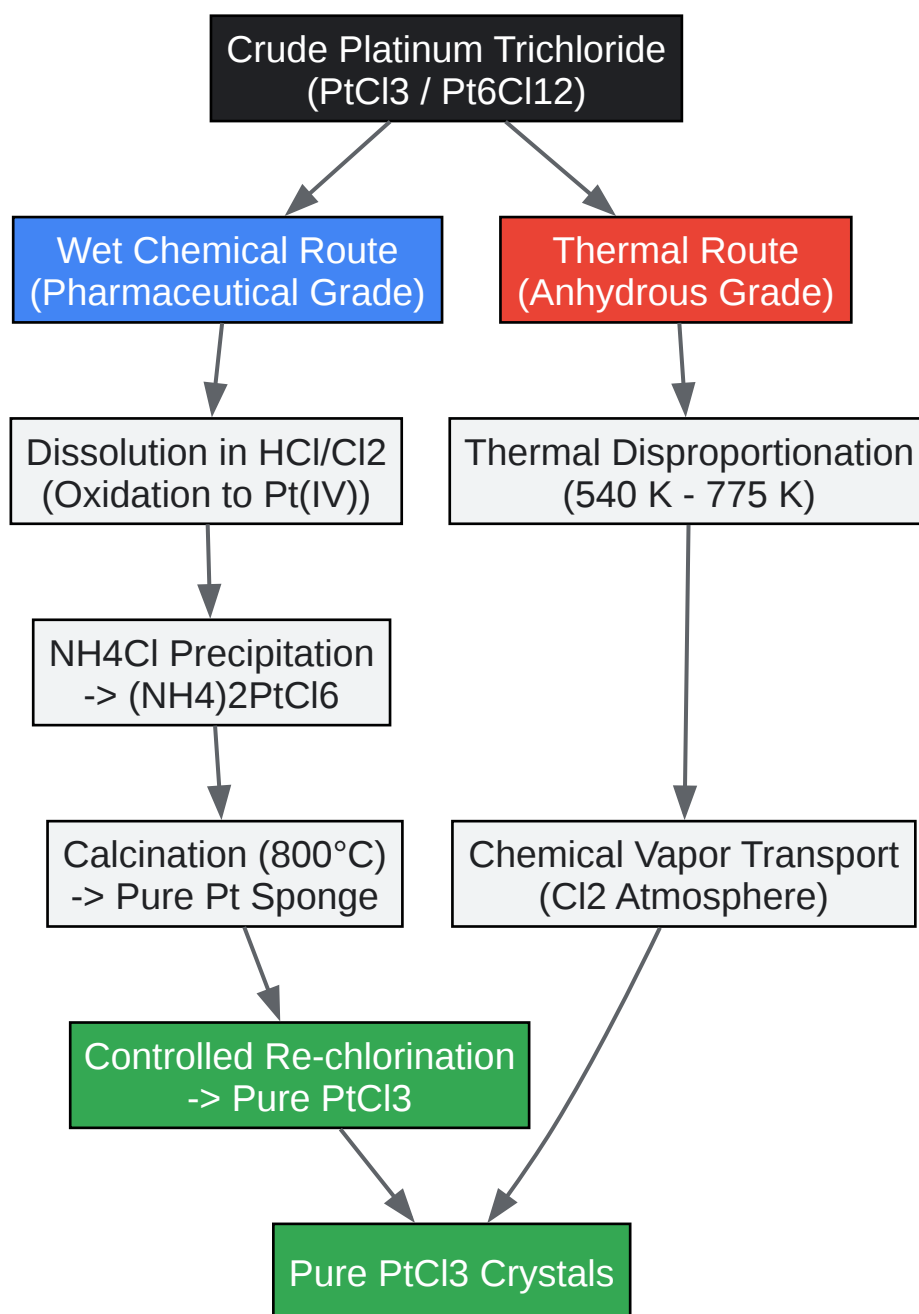 Crude Platinum Trichloride
(PtCl3 / Pt6Cl12)
Wet Chemical Route
(Pharmaceutical Grade)
Thermal Route
(Anhydrous Grade)
Dissolution in HCl/Cl2
(Oxidation to Pt(IV))
Thermal Disproportionation
(540 K - 775 K)
NH4Cl Precipitation
-> (NH4)2PtCl6
Calcination (800°C)
-> Pure Pt Sponge
Chemical Vapor Transport
(Cl2 Atmosphere)
Controlled Re-chlorination
-> Pure PtCl3
Pure PtCl3 Crystals